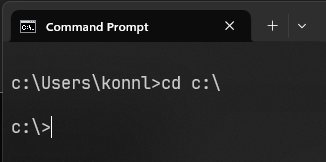 Command Prompt
c:\Users\konnl>cd c:\
c:\>